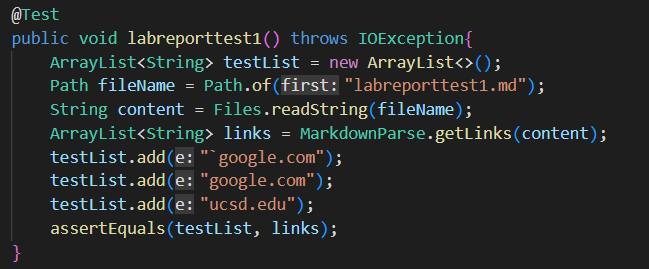 @Test
public void labreporttest1() throws IOException{
ArrayList<String> testList = new ArrayList<>();
Path fileName = Path.of(first: "labreporttest1.md");
String content = Files.readString(fileName);
ArrayList<String> links = MarkdownParse.getLinks(content);
testList.add(e: "`google.com");
testList.add(e: "google.com");
testList.add(e: "ucsd.edu");
assertEquals(testList, links);
}